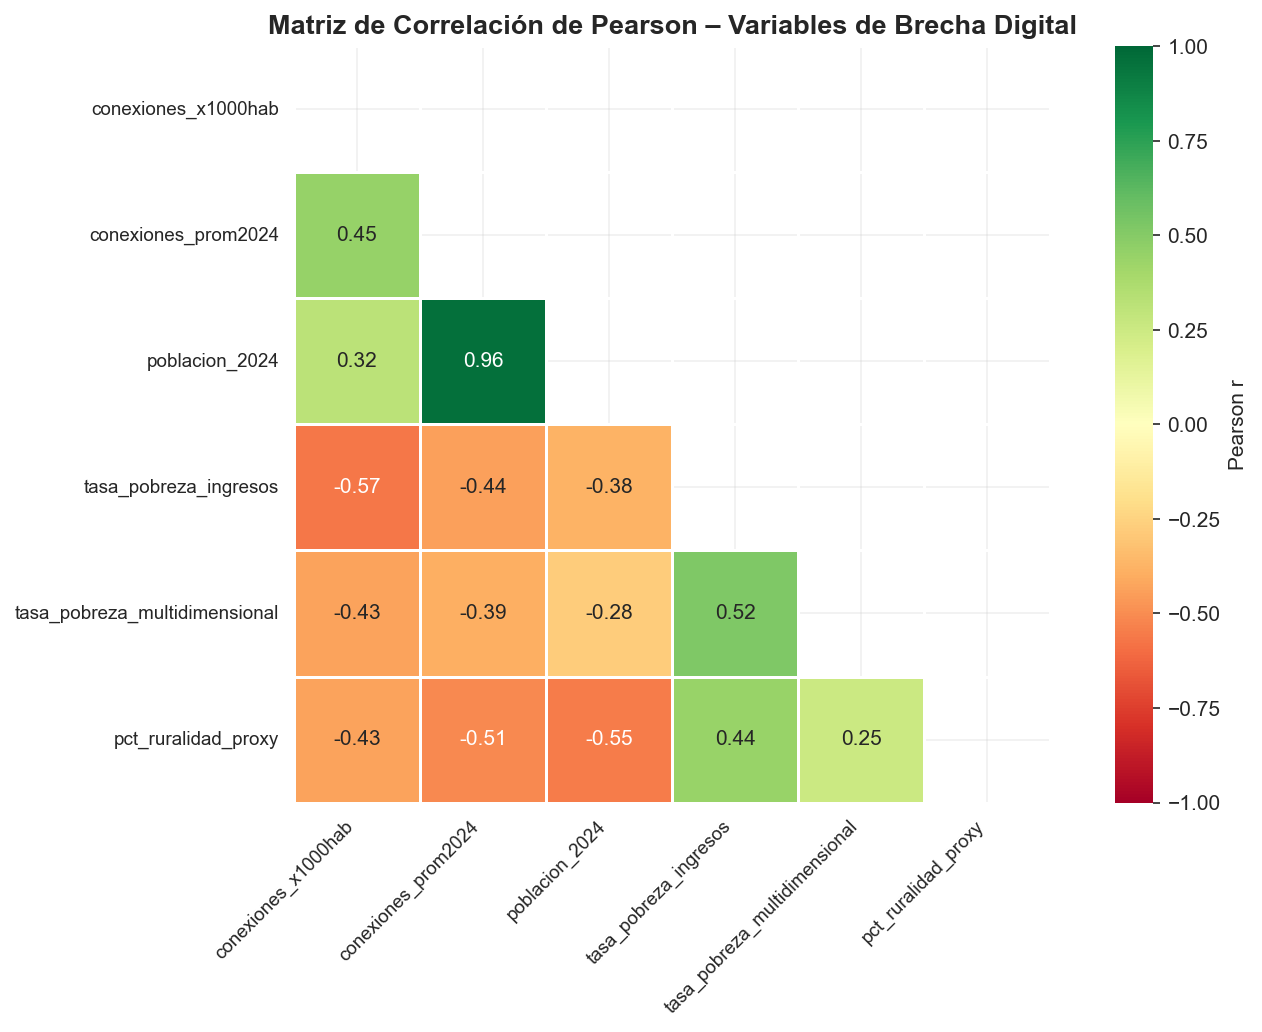 Matriz de Correlación de Pearson – Variables de Brecha Digital
conexiones_x1000hab
conexiones_prom2024
0.45
poblacion_2024
0.32
0.96
tasa_pobreza_ingresos
-0.57
-0.44
-0.38
tasa_pobreza_multidimensional
-0.43
-0.39
-0.28
0.52
pct_ruralidad_proxy
-0.43
-0.51
-0.55
0.44
0.25
conexiones_x1000hab
conexiones_prom2024
poblacion_2024
tasa_pobreza_ingresos
tasa_pobreza_multidimensional
pct_ruralidad_proxy
1.00
0.75
0.50
0.25
0.00
−0.25
−0.50
−0.75
−1.00
Pearson r